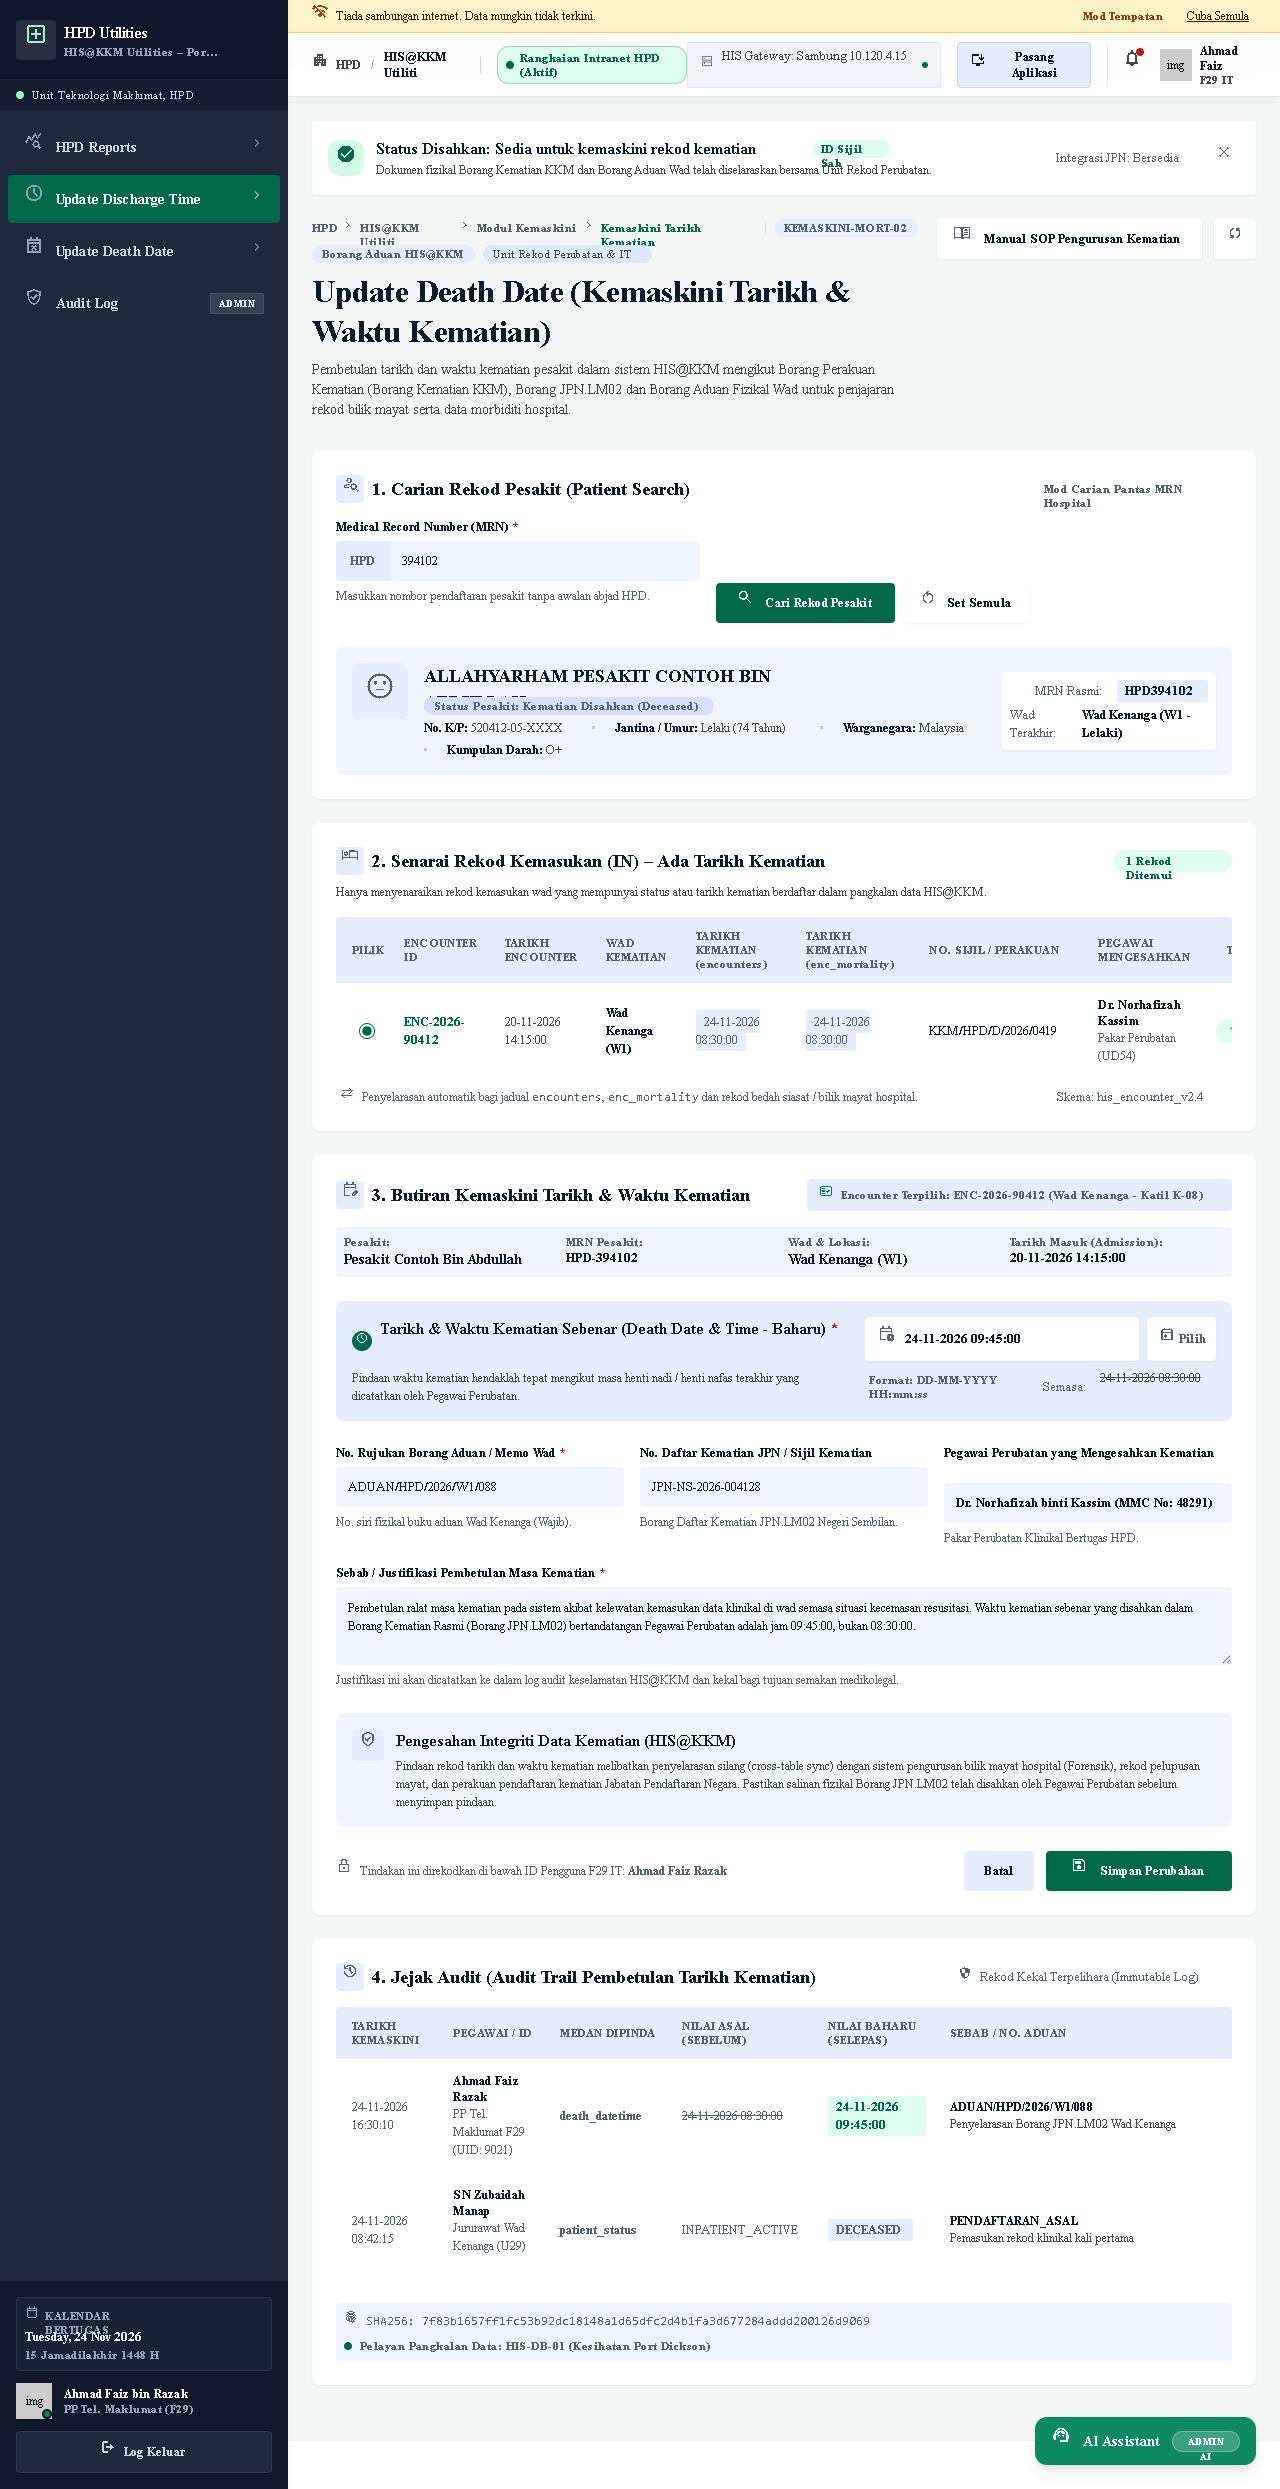 Tiada sambungan internet. Data mungkin tidak terkini.
Mod Tempatan
Cuba Semula
HPD Utilities
HIS@KKM Utilities – Por...
Unit Teknologi Maklumat, HPD
HPD Reports
Update Discharge Time
Update Death Date
Audit Log
ADMIN
HPD / HIS@KKM
Utiliti
Rangkaian Intranet HPD
(Aktif)
HIS Gateway: Sambung 10.120.4.15
Pasang
Aplikasi
img
Ahmad
Faiz
F29 IT
Status Disahkan: Sedia untuk kemaskini rekod kematian
ID Sijil
Sah
Dokumen fizikal Borang Kematian KKM dan Borang Aduan Wad telah diselaraskan bersama Unit Rekod Perubatan.
Integrasi JPN: Bersedia
HPD
HIS@KKM
Utiliti
Modul Kemaskini
Kemaskini Tarikh
Kematian
KEMASKINI-MORT-02
Borang Aduan HIS@KKM
Unit Rekod Perubatan & IT
Manual SOP Pengurusan Kematian
Update Death Date (Kemaskini Tarikh &
Waktu Kematian)
Pembetulan tarikh dan waktu kematian pesakit dalam sistem HIS@KKM mengikut Borang Perakuan
Kematian (Borang Kematian KKM), Borang JPN.LM02 dan Borang Aduan Fizikal Wad untuk penjajaran
rekod bilik mayat serta data morbiditi hospital.
1. Carian Rekod Pesakit (Patient Search)
Mod Carian Pantas MRN
Hospital
Medical Record Number (MRN) *
HPD
394102
Masukkan nombor pendaftaran pesakit tanpa awalan abjad HPD.
Cari Rekod Pesakit
Set Semula
ALLAHYARHAM PESAKIT CONTOH BIN
Status Pesakit: Kematian Disahkan (Deceased)
No. K/P: 520412-05-XXXX
• Jantina / Umur: Lelaki (74 Tahun)
• Warganegara: Malaysia
• Kumpulan Darah: O+
MRN Rasmi: HPD394102
Wad
Terakhir:
Wad Kenanga (W1 -
Lelaki)
2. Senarai Rekod Kemasukan (IN) – Ada Tarikh Kematian
1 Rekod
Ditemui
Hanya menyenaraikan rekod kemasukan wad yang mempunyai status atau tarikh kematian berdaftar dalam pangkalan data HIS@KKM.
PILIK
ENCOUNTER
ID
TARIKH
ENCOUNTER
WAD
KEMATIAN
TARIKH
KEMATIAN
(encounters)
TARIKH
KEMATIAN
(enc_mortality)
NO. SIJIL / PERAKUAN
PEGAWAI
MENGESAHKAN
ENC-2026-
90412
20-11-2026
14:15:00
Wad
Kenanga
(W1)
24-11-2026
08:30:00
24-11-2026
08:30:00
KKM/HPD/D/2026/0419
Dr. Norhafizah
Kassim
Pakar Perubatan
(UD54)
Penyelarasan automatik bagi jadual encounters, enc_mortality dan rekod bedah siasat / bilik mayat hospital.
Skema: his_encounter_v2.4
3. Butiran Kemaskini Tarikh & Waktu Kematian
Encounter Terpilih: ENC-2026-90412 (Wad Kenanga - Katil K-08)
Pesakit:
Pesakit Contoh Bin Abdullah
MRN Pesakit:
HPD-394102
Wad & Lokasi:
Wad Kenanga (W1)
Tarikh Masuk (Admission):
20-11-2026 14:15:00
Tarikh & Waktu Kematian Sebenar (Death Date & Time - Baharu) *
24-11-2026 09:45:00
Pilih
Pindaan waktu kematian hendaklah tepat mengikut masa henti nadi / henti nafas terakhir yang
dicatatkan oleh Pegawai Perubatan.
Format: DD-MM-YYYY
HH:mm:ss
Semasa:
24-11-2026 08:30:00
No. Rujukan Borang Aduan / Memo Wad *
ADUAN/HPD/2026/W1/088
No. siri fizikal buku aduan Wad Kenanga (Wajib).
No. Daftar Kematian JPN / Sijil Kematian
JPN-NS-2026-004128
Borang Daftar Kematian JPN.LM02 Negeri Sembilan.
Pegawai Perubatan yang Mengesahkan Kematian
Dr. Norhafizah binti Kassim (MMC No: 48291)
Pakar Perubatan Klinikal Bertugas HPD.
Sebab / Justifikasi Pembetulan Masa Kematian *
Pembetulan ralat masa kematian pada sistem akibat kelewatan kemasukan data klinikal di wad semasa situasi kecemasan resusitasi. Waktu kematian sebenar yang disahkan dalam
Borang Kematian Rasmi (Borang JPN.LM02) bertandatangan Pegawai Perubatan adalah jam 09:45:00, bukan 08:30:00.
Justifikasi ini akan dicatatkan ke dalam log audit keselamatan HIS@KKM dan kekal bagi tujuan semakan medikolegal.
Pengesahan Integriti Data Kematian (HIS@KKM)
Pindaan rekod tarikh dan waktu kematian melibatkan penyelarasan silang (cross-table sync) dengan sistem pengurusan bilik mayat hospital (Forensik), rekod pelupusan
mayat, dan perakuan pendaftaran kematian Jabatan Pendaftaran Negara. Pastikan salinan fizikal Borang JPN.LM02 telah disahkan oleh Pegawai Perubatan sebelum
menyimpan pindaan.
Tindakan ini direkodkan di bawah ID Pengguna F29 IT: Ahmad Faiz Razak
Batal
Simpan Perubahan
4. Jejak Audit (Audit Trail Pembetulan Tarikh Kematian)
Rekod Kekal Terpelihara (Immutable Log)
TARIKH
KEMASKINI
PEGAWAI / ID
MEDAN DIPINDA
NILAI ASAL
(SEBELUM)
NILAI BAHARU
(SELEPAS)
SEBAB / NO. ADUAN
24-11-2026
16:30:10
Ahmad Faiz
Razak
PP Tel.
Maklumat F29
(UID: 9021)
death_datetime
24-11-2026 08:30:00
24-11-2026
09:45:00
ADUAN/HPD/2026/W1/088
Penyelarasan Borang JPN.LM02 Wad Kenanga
24-11-2026
08:42:15
SN Zubaidah
Manap
Jururawat Wad
Kenanga (U29)
patient_status
INPATIENT_ACTIVE
DECEASED
PENDAFTARAN_ASAL
Pemasukan rekod klinikal kali pertama
SHA256: 7f83b1657ff1fc53b92dc18148a1d65dfc2d4b1fa3d677284addd200126d9069
Pelayan Pangkalan Data: HIS-DB-01 (Kesihatan Port Dickson)
KALENDAR
BERTUGAS
Tuesday, 24 Nov 2026
15 Jamadilakhir 1448 H
img
Ahmad Faiz bin Razak
PP Tel. Maklumat (F29)
Log Keluar
AI Assistant
ADMIN
AI